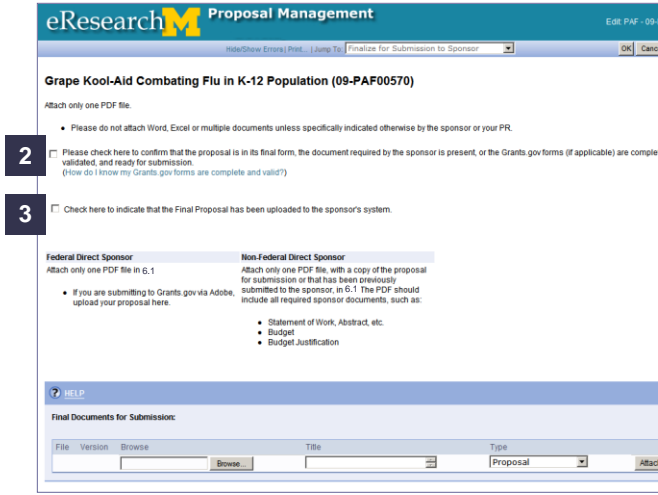 eResearch M Proposal Management
Edit: PAF - 09-
Hide/Show Errors | Print... | Jump To: Finalize for Submission to Sponsor OK Canc
Grape Kool-Aid Combating Flu in K-12 Population (09-PAF00570)
Attach only one PDF file.
• Please do not attach Word, Excel or multiple documents unless specifically indicated otherwise by the sponsor or your PR.
2 Please check here to confirm that the proposal is in its final form, the document required by the sponsor is present, or the Grants.gov forms (if applicable) are comple
validated, and ready for submission.
(How do I know my Grants.gov forms are complete and valid?)
3 Check here to indicate that the Final Proposal has been uploaded to the sponsor's system.
Federal Direct Sponsor
Attach only one PDF file in 6.1
• If you are submitting to Grants.gov via Adobe,
upload your proposal here.
Non-Federal Direct Sponsor
Attach only one PDF file, with a copy of the proposal
for submission or that has been previously
submitted to the sponsor, in 6.1 The PDF should
include all required sponsor documents, such as:
• Statement of Work, Abstract, etc.
• Budget
• Budget Justification
? HELP
Final Documents for Submission:
File Version Browse Title Type
Browse... Proposal Attach